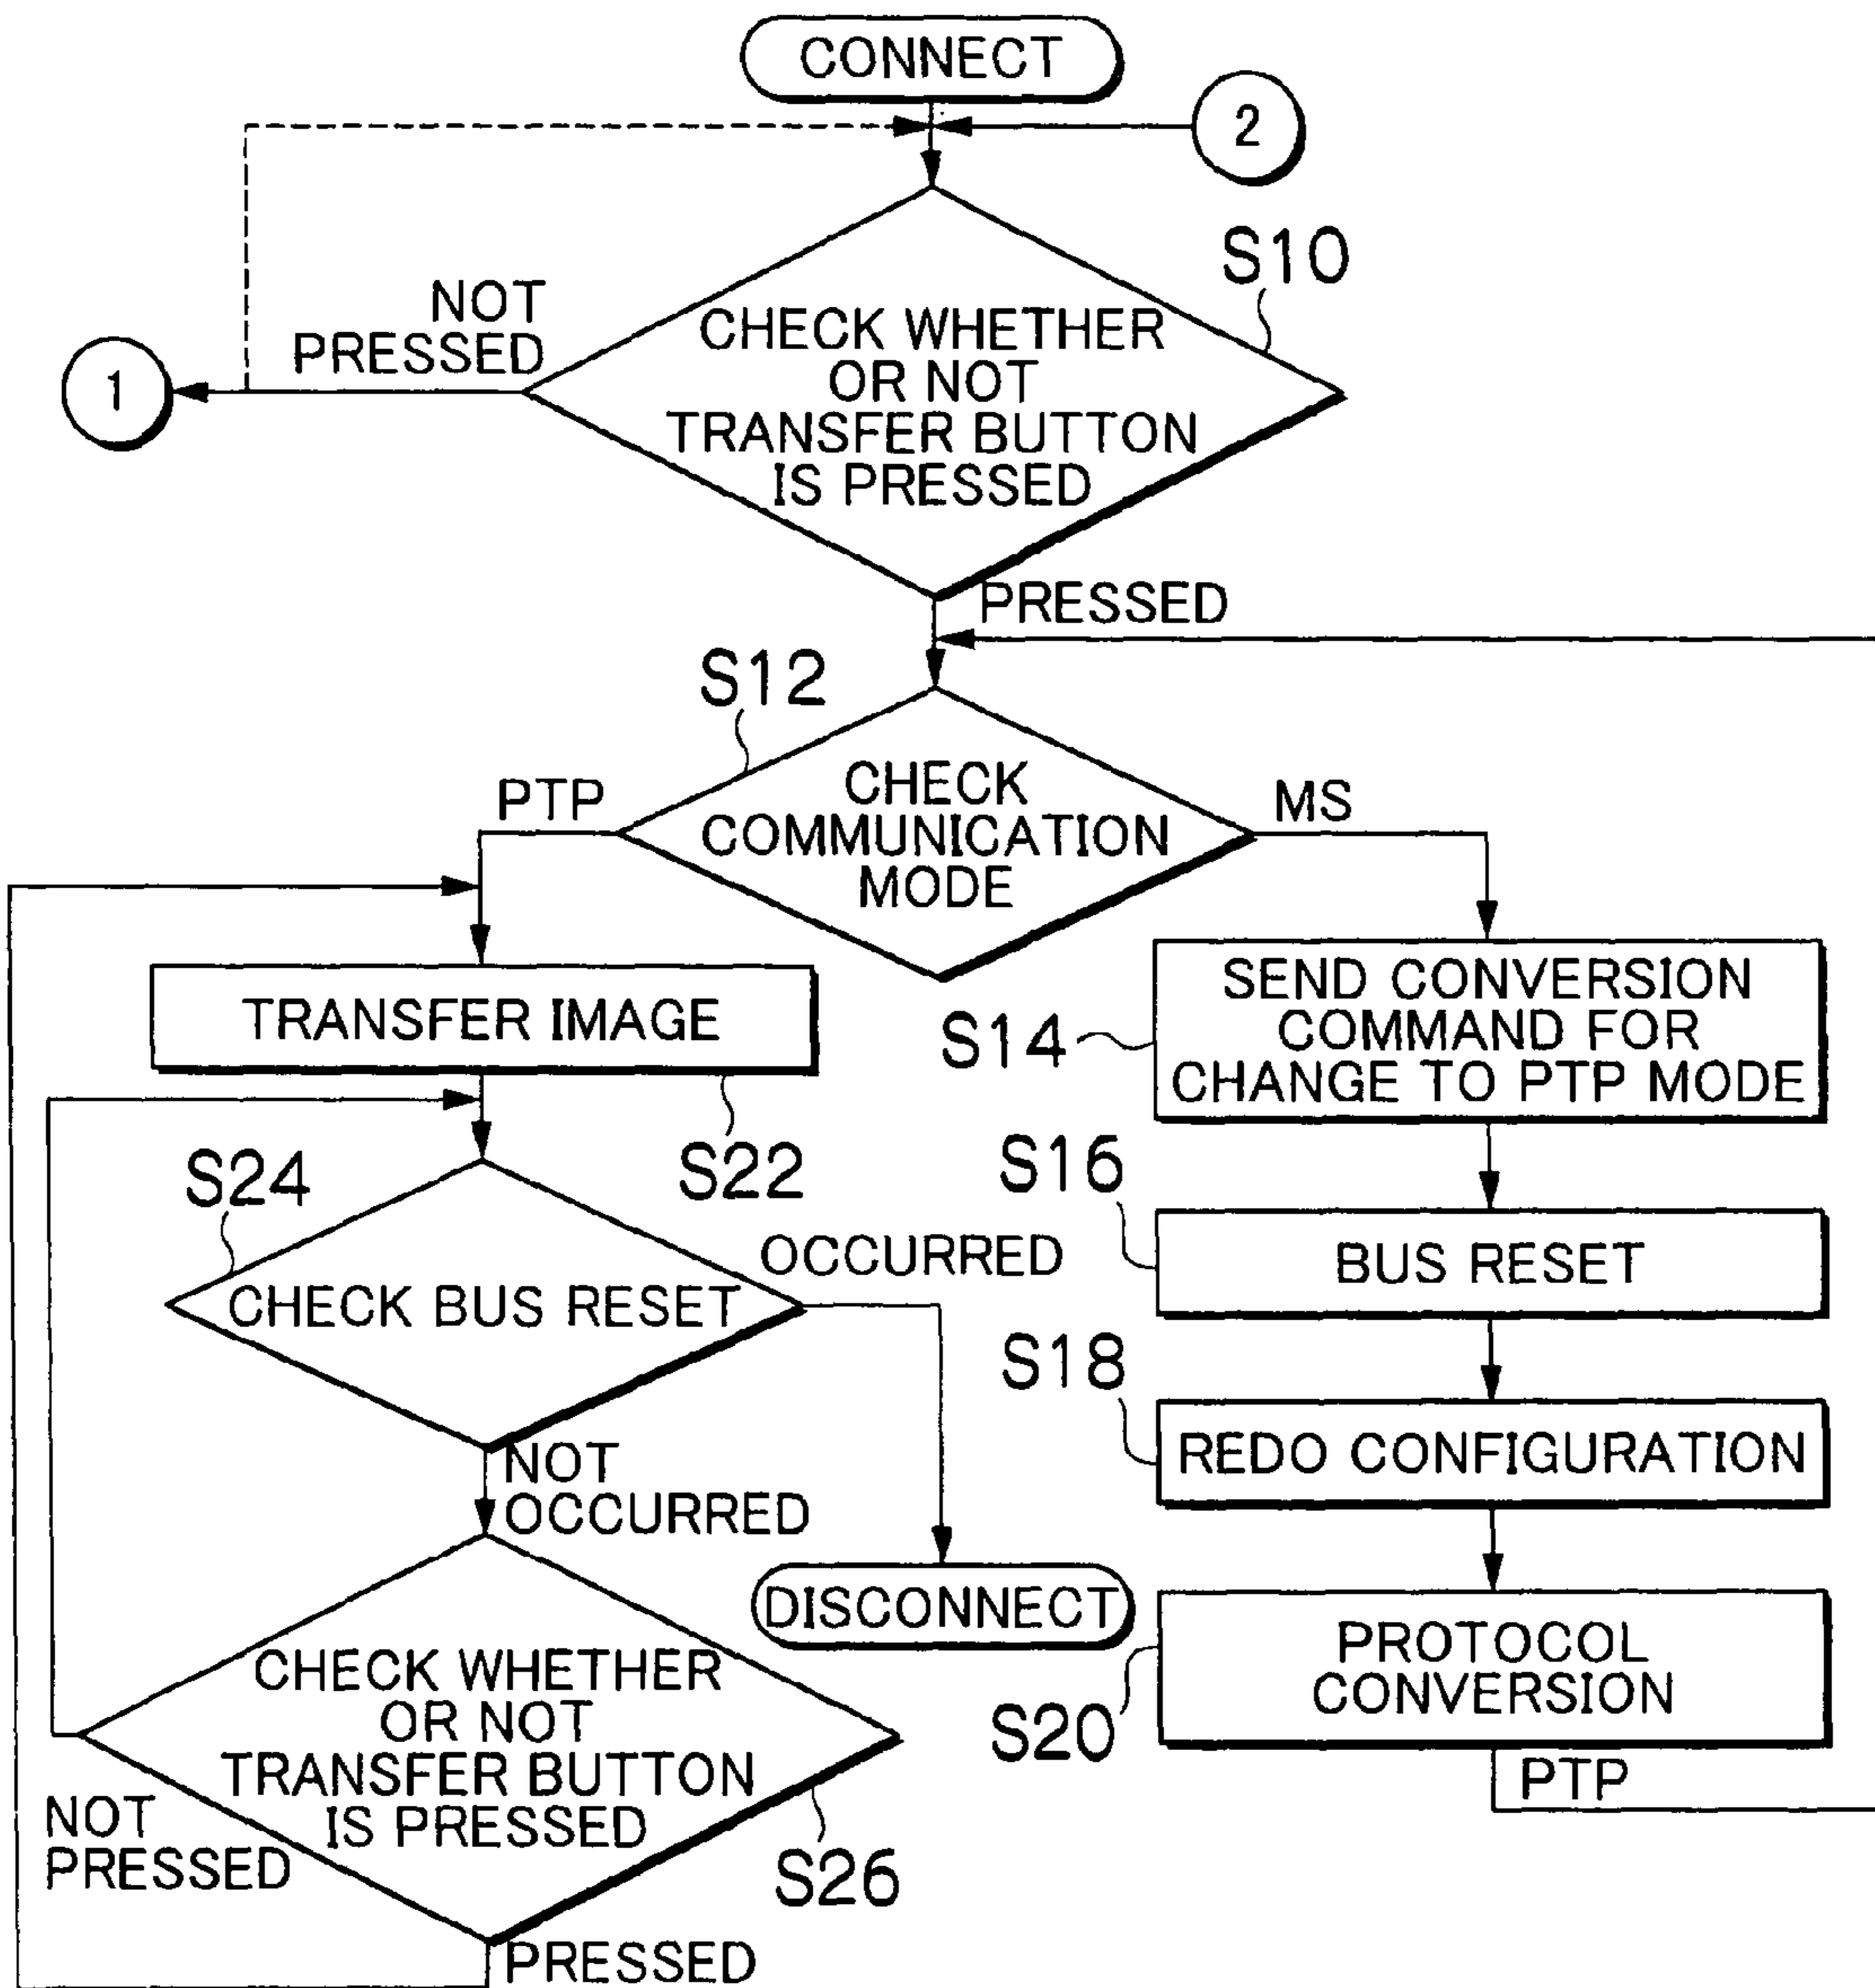 CONNECT
2
S10
NOT
PRESSED
1
CHECK WHETHER
OR NOT
TRANSFER BUTTON
IS PRESSED
PRESSED
S12
PTP
CHECK
COMMUNICATION
MODE
MS
TRANSFER IMAGE
S22
S14
SEND CONVERSION
COMMAND FOR
CHANGE TO PTP MODE
S24
CHECK BUS RESET
OCCURRED
S16
BUS RESET
S18
REDO CONFIGURATION
NOT
OCCURRED
DISCONNECT
S20
PROTOCOL
CONVERSION
PTP
CHECK WHETHER
OR NOT
TRANSFER BUTTON
IS PRESSED
NOT
PRESSED
S26
PRESSED